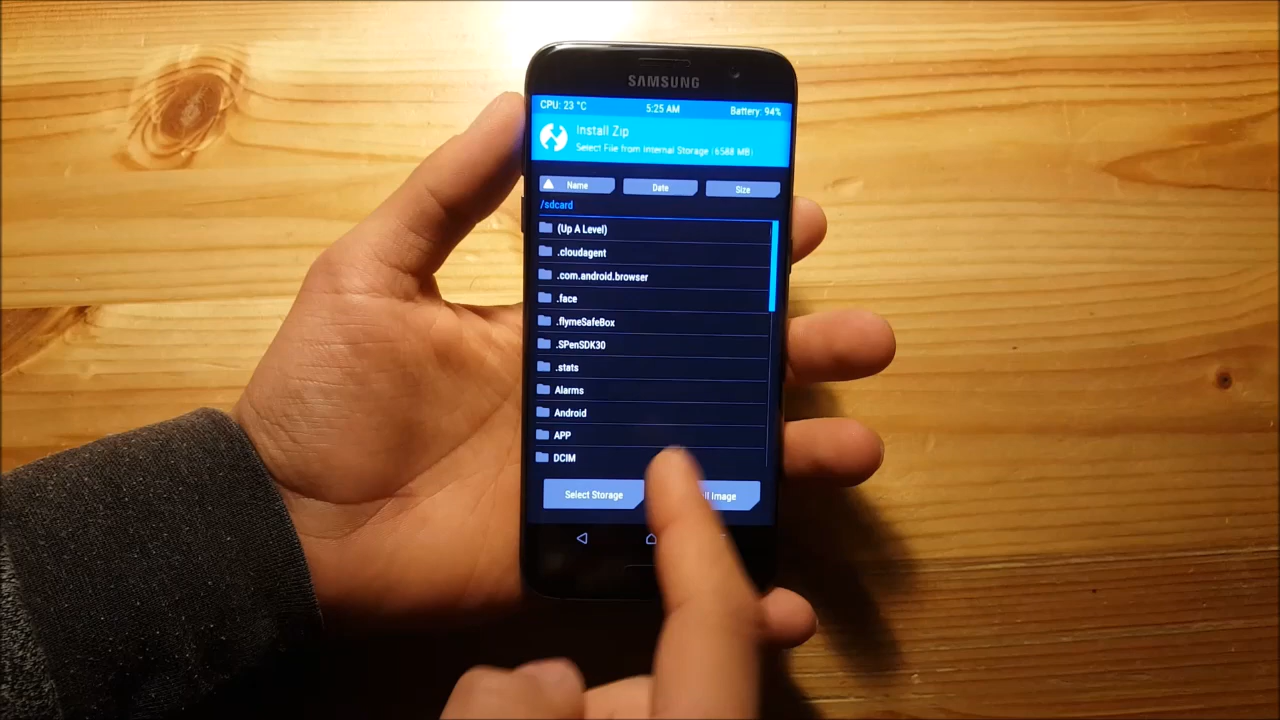 SAMSUNG
CPU: 23 °C 5:25 AM Battery: 94%
Install Zip
Select File from Internal Storage (6588 MB)
Name Date Size
/sdcard
(Up A Level)
.cloudagent
.com.android.browser
.face
.flymeSafeBox
.SPenSDK30
.stats
Alarms
Android
APP
DCIM
Select Storage Image